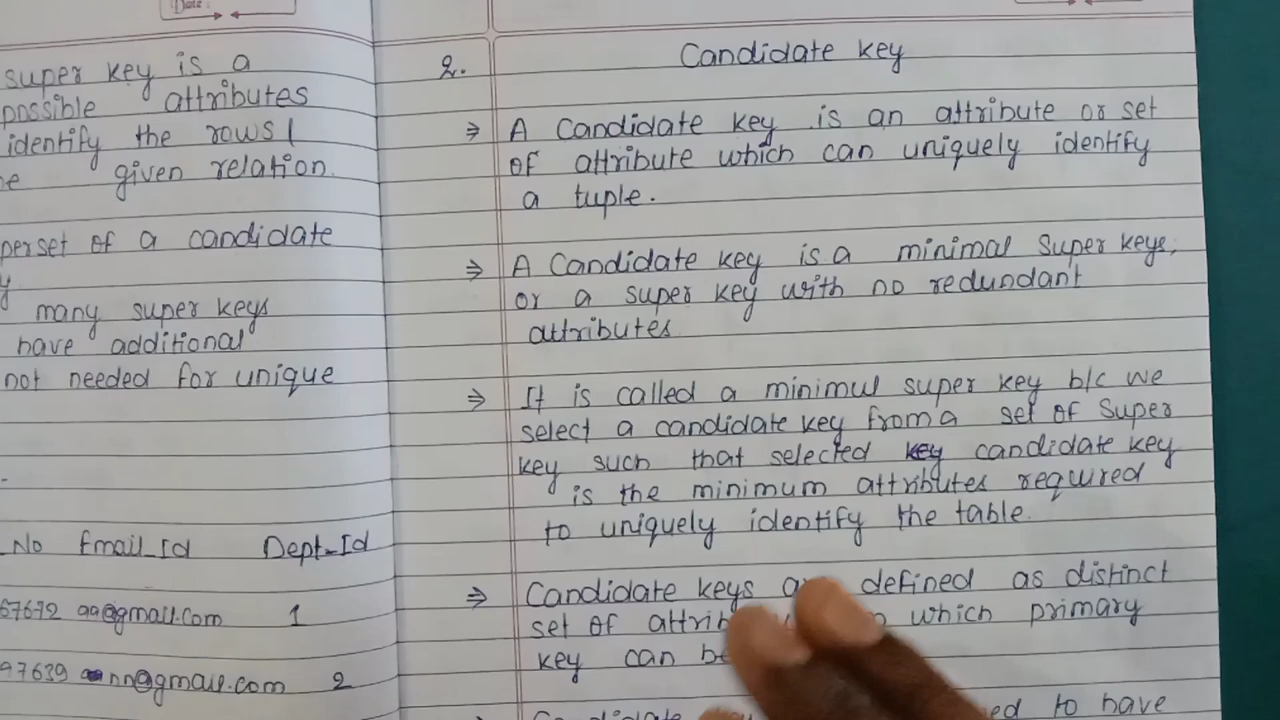 Date:
super key is a
possible attributes
identify the rows /
given relation.
perset of a candidate
many super keys
have additional
not needed for unique
No Email_Id Dept_Id
67672 aa@gmail.com 1
97639 nn@gmail.com 2
2. Candidate key
⇒ A Candidate key is an attribute or set
of attribute which can uniquely identify
a tuple.
⇒ A Candidate key is a minimal Super keys,
or a super key with no redundant
attributes
⇒ It is called a minimul super key b/c we
select a candidate key from a set of Super
key such that selected key candidate key
is the minimum attributes required
to uniquely identify the table.
⇒ Candidate keys defined as distinct
set of attrib which primary
key can be
to have